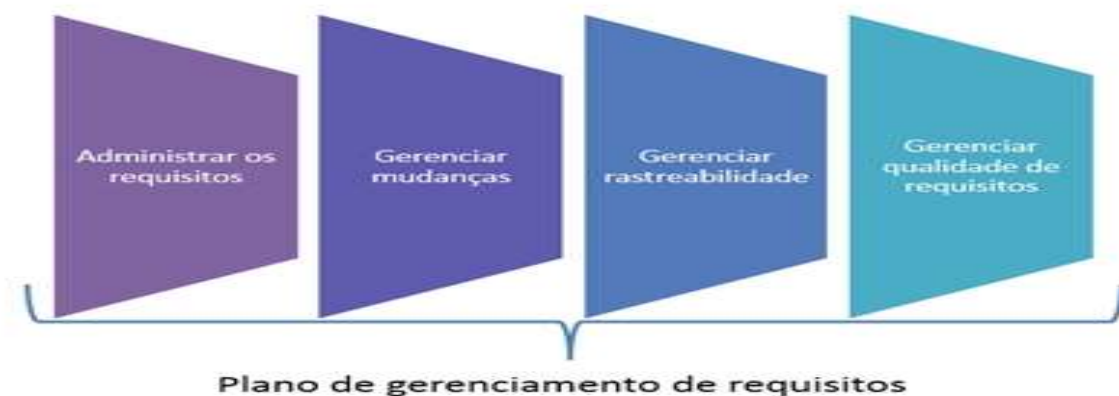 Administrar os
requisitos
Gerenciar
mudanças
Gerenciar
rastreabilidade
Gerenciar
qualidade de
requisitos
Plano de gerenciamento de requisitos